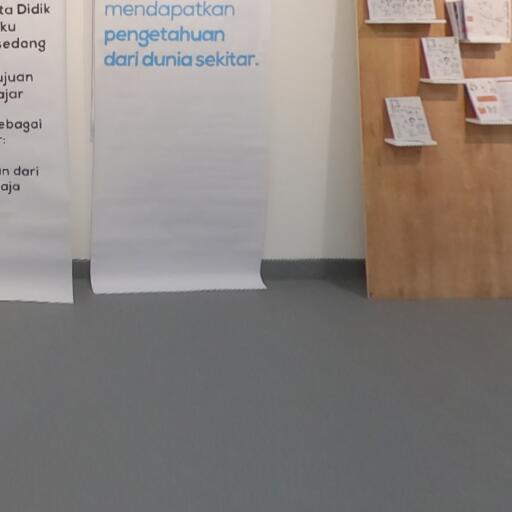 ta Didik
ku
sedang
ujuan
ajar
ebagai
r:
n dari
aja
mendapatkan
pengetahuan
dari dunia sekitar.